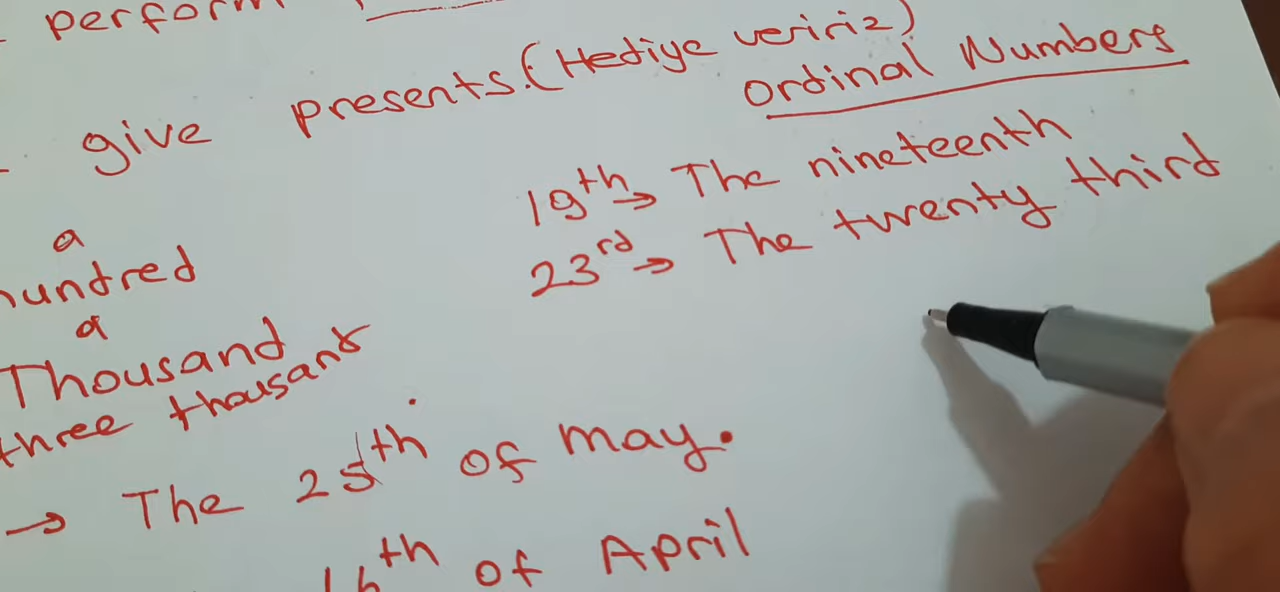 - perform
- give presents. (Hediye veririz)
Ordinal Numbers
19th → The nineteenth
23rd → The twenty third
a
hundred
a
Thousand
three thousand
→ The 25th of may.
16th of April